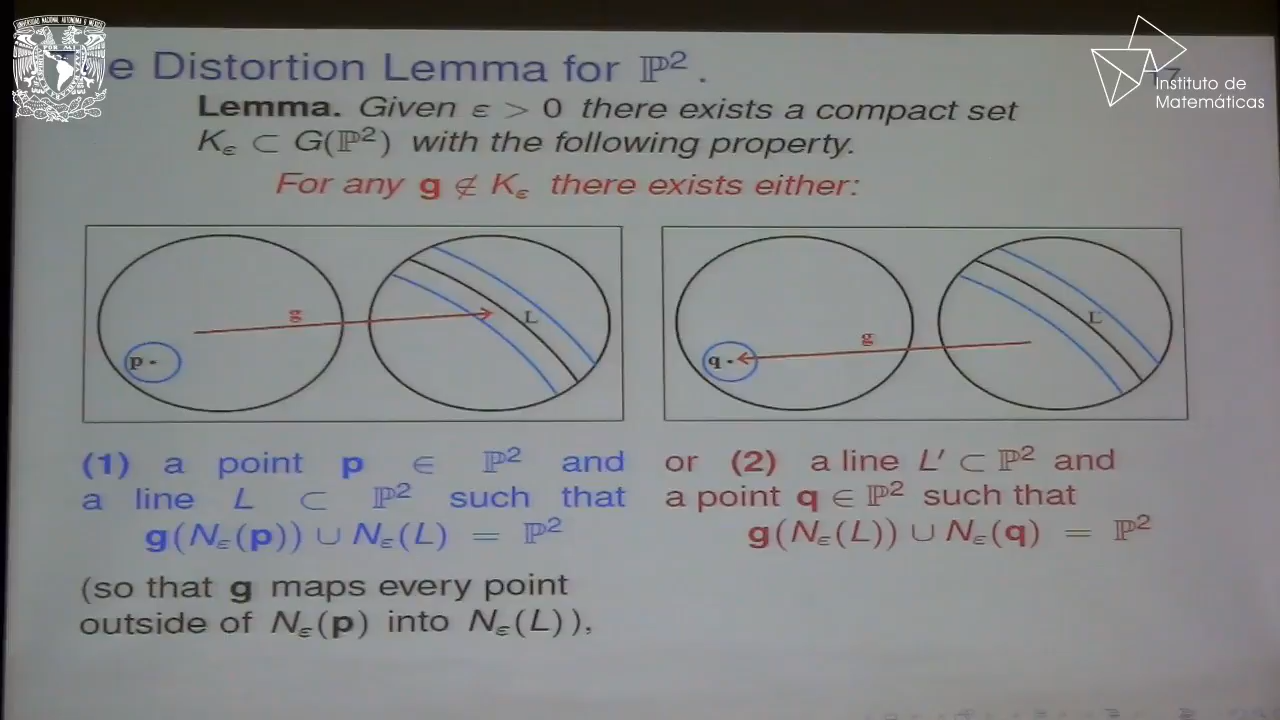 e Distortion Lemma for ℙ².
17
Instituto de
Matemáticas
Lemma. Given ε > 0 there exists a compact set
K_ε ⊂ G(ℙ²) with the following property.
For any g ∉ K_ε there exists either:
g
L
p
g
L
q
(1) a point p ∈ ℙ² and
a line L ⊂ ℙ² such that
g(N_ε(p)) ∪ N_ε(L) = ℙ²
(so that g maps every point
outside of N_ε(p) into N_ε(L)),
or (2) a line L′ ⊂ ℙ² and
a point q ∈ ℙ² such that
g(N_ε(L)) ∪ N_ε(q) = ℙ²